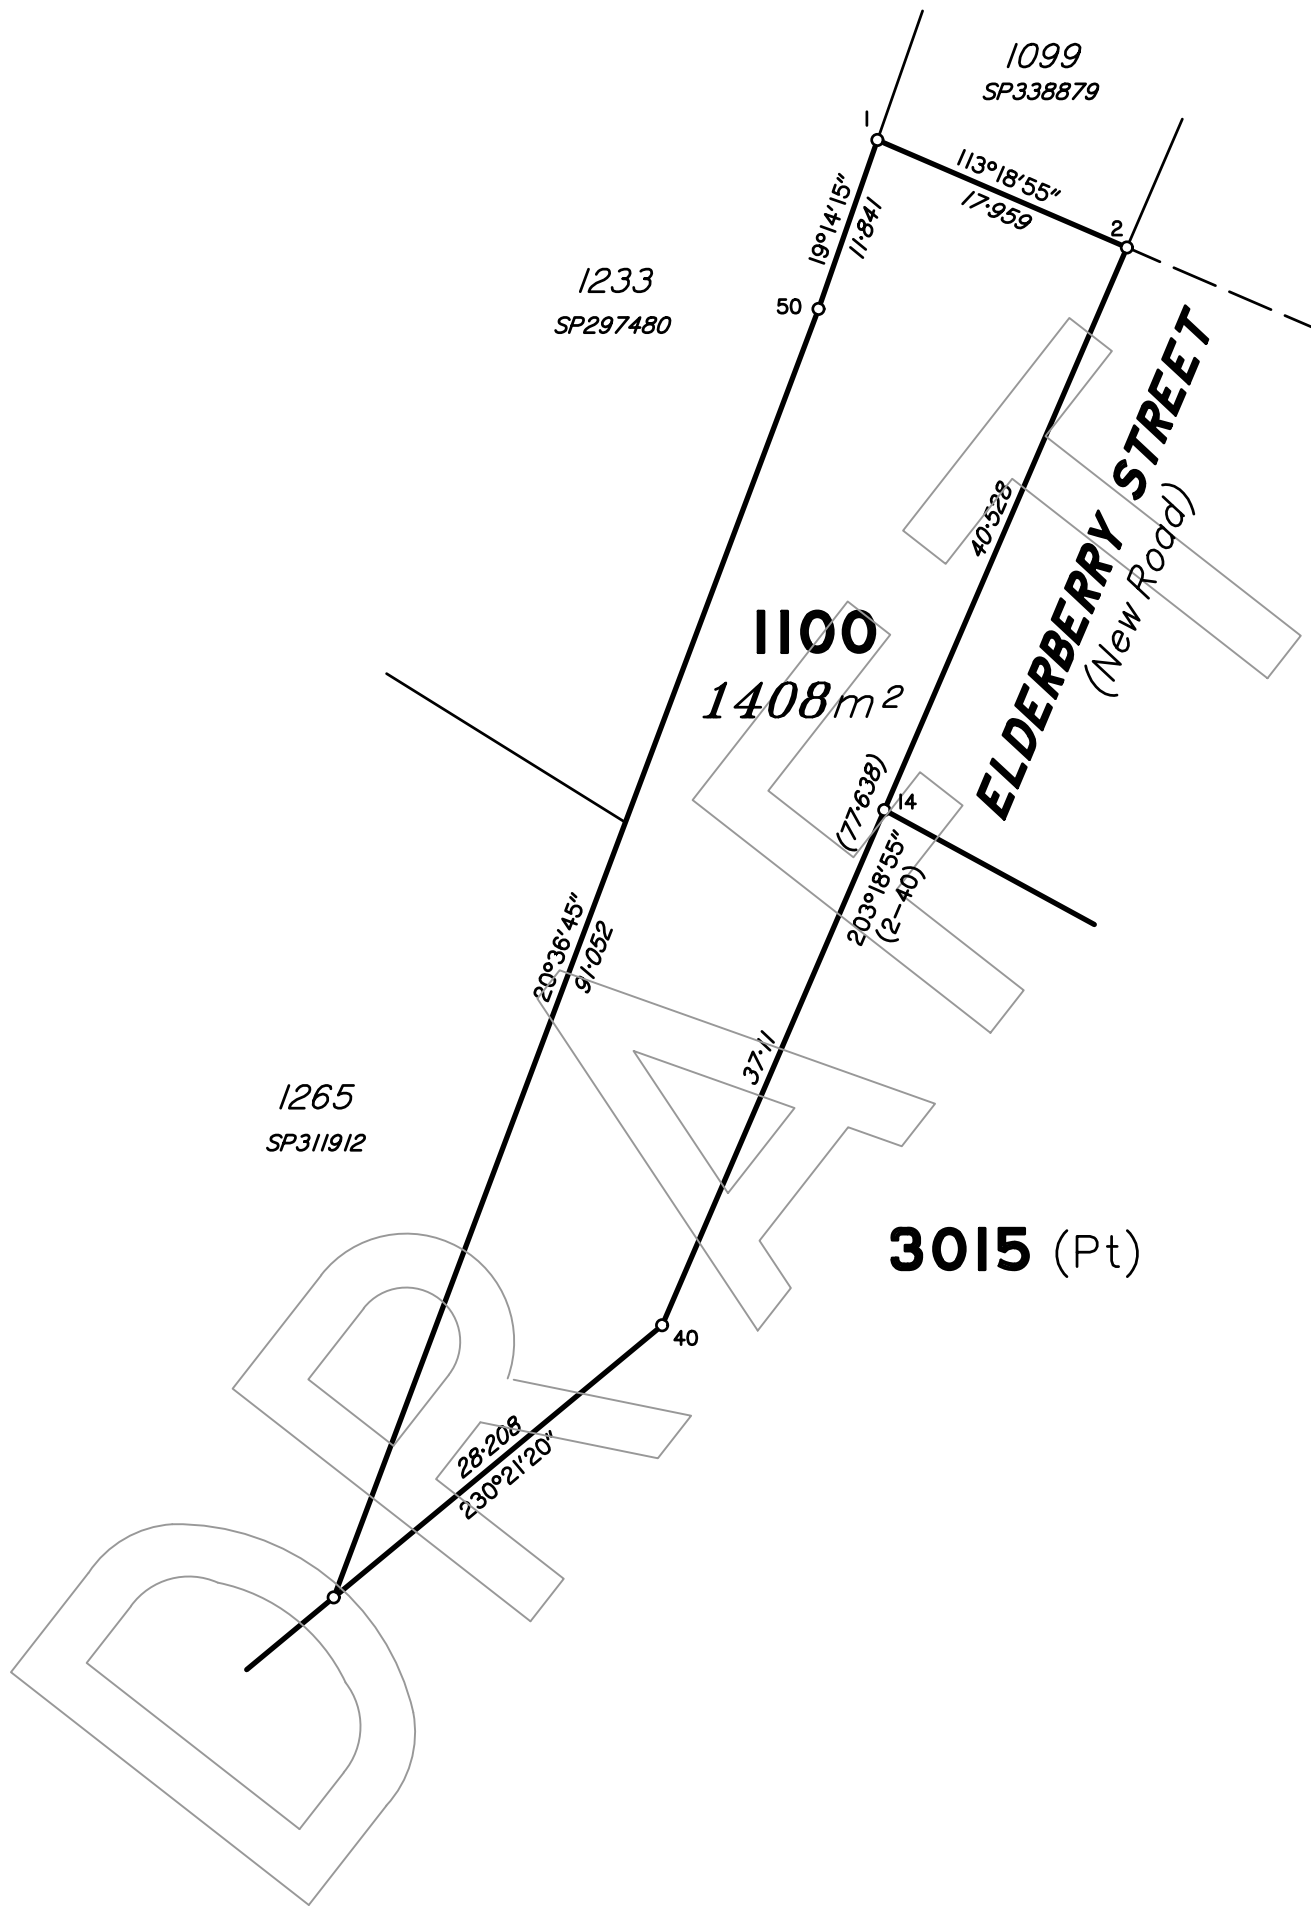 1099
SP338879
1
113°18'55"
17·959
2
19°14'15"
11·841
50
1233
SP297480
ELDERBERRY STREET
(New Road)
40·528
1100
1408m²
(77·638)
14
203°18'55"
(2–40)
20°36'45"
91·052
37·11
1265
SP311912
3015 (Pt)
40
28·208
230°21'20"
DRAFT